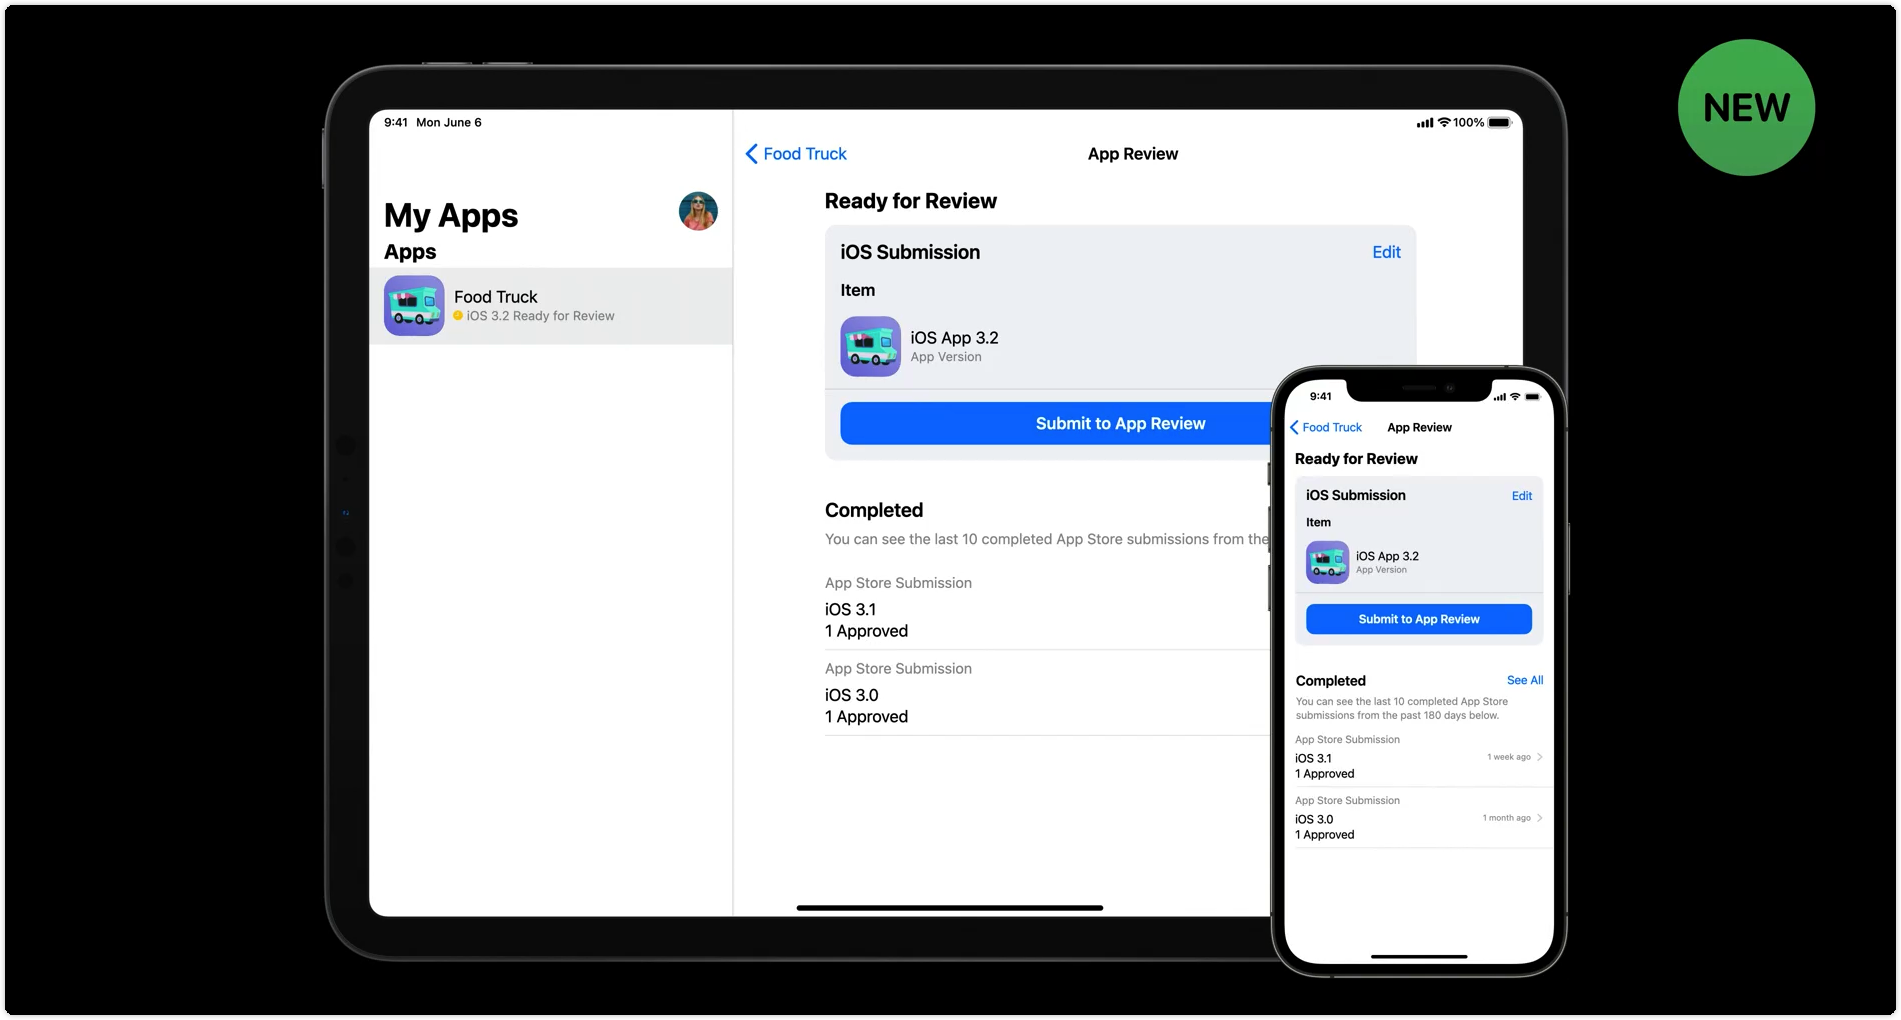 NEW
9:41 Mon June 6
100%
My Apps
Apps
Food Truck
iOS 3.2 Ready for Review
Food Truck
App Review
Ready for Review
iOS Submission
Edit
Item
iOS App 3.2
App Version
Submit to App Review
Completed
You can see the last 10 completed App Store submissions from the
App Store Submission
iOS 3.1
1 Approved
App Store Submission
iOS 3.0
1 Approved
9:41
Food Truck
App Review
Ready for Review
iOS Submission
Edit
Item
iOS App 3.2
App Version
Submit to App Review
Completed
See All
You can see the last 10 completed App Store
submissions from the past 180 days below.
App Store Submission
iOS 3.1
1 week ago
1 Approved
App Store Submission
iOS 3.0
1 month ago
1 Approved